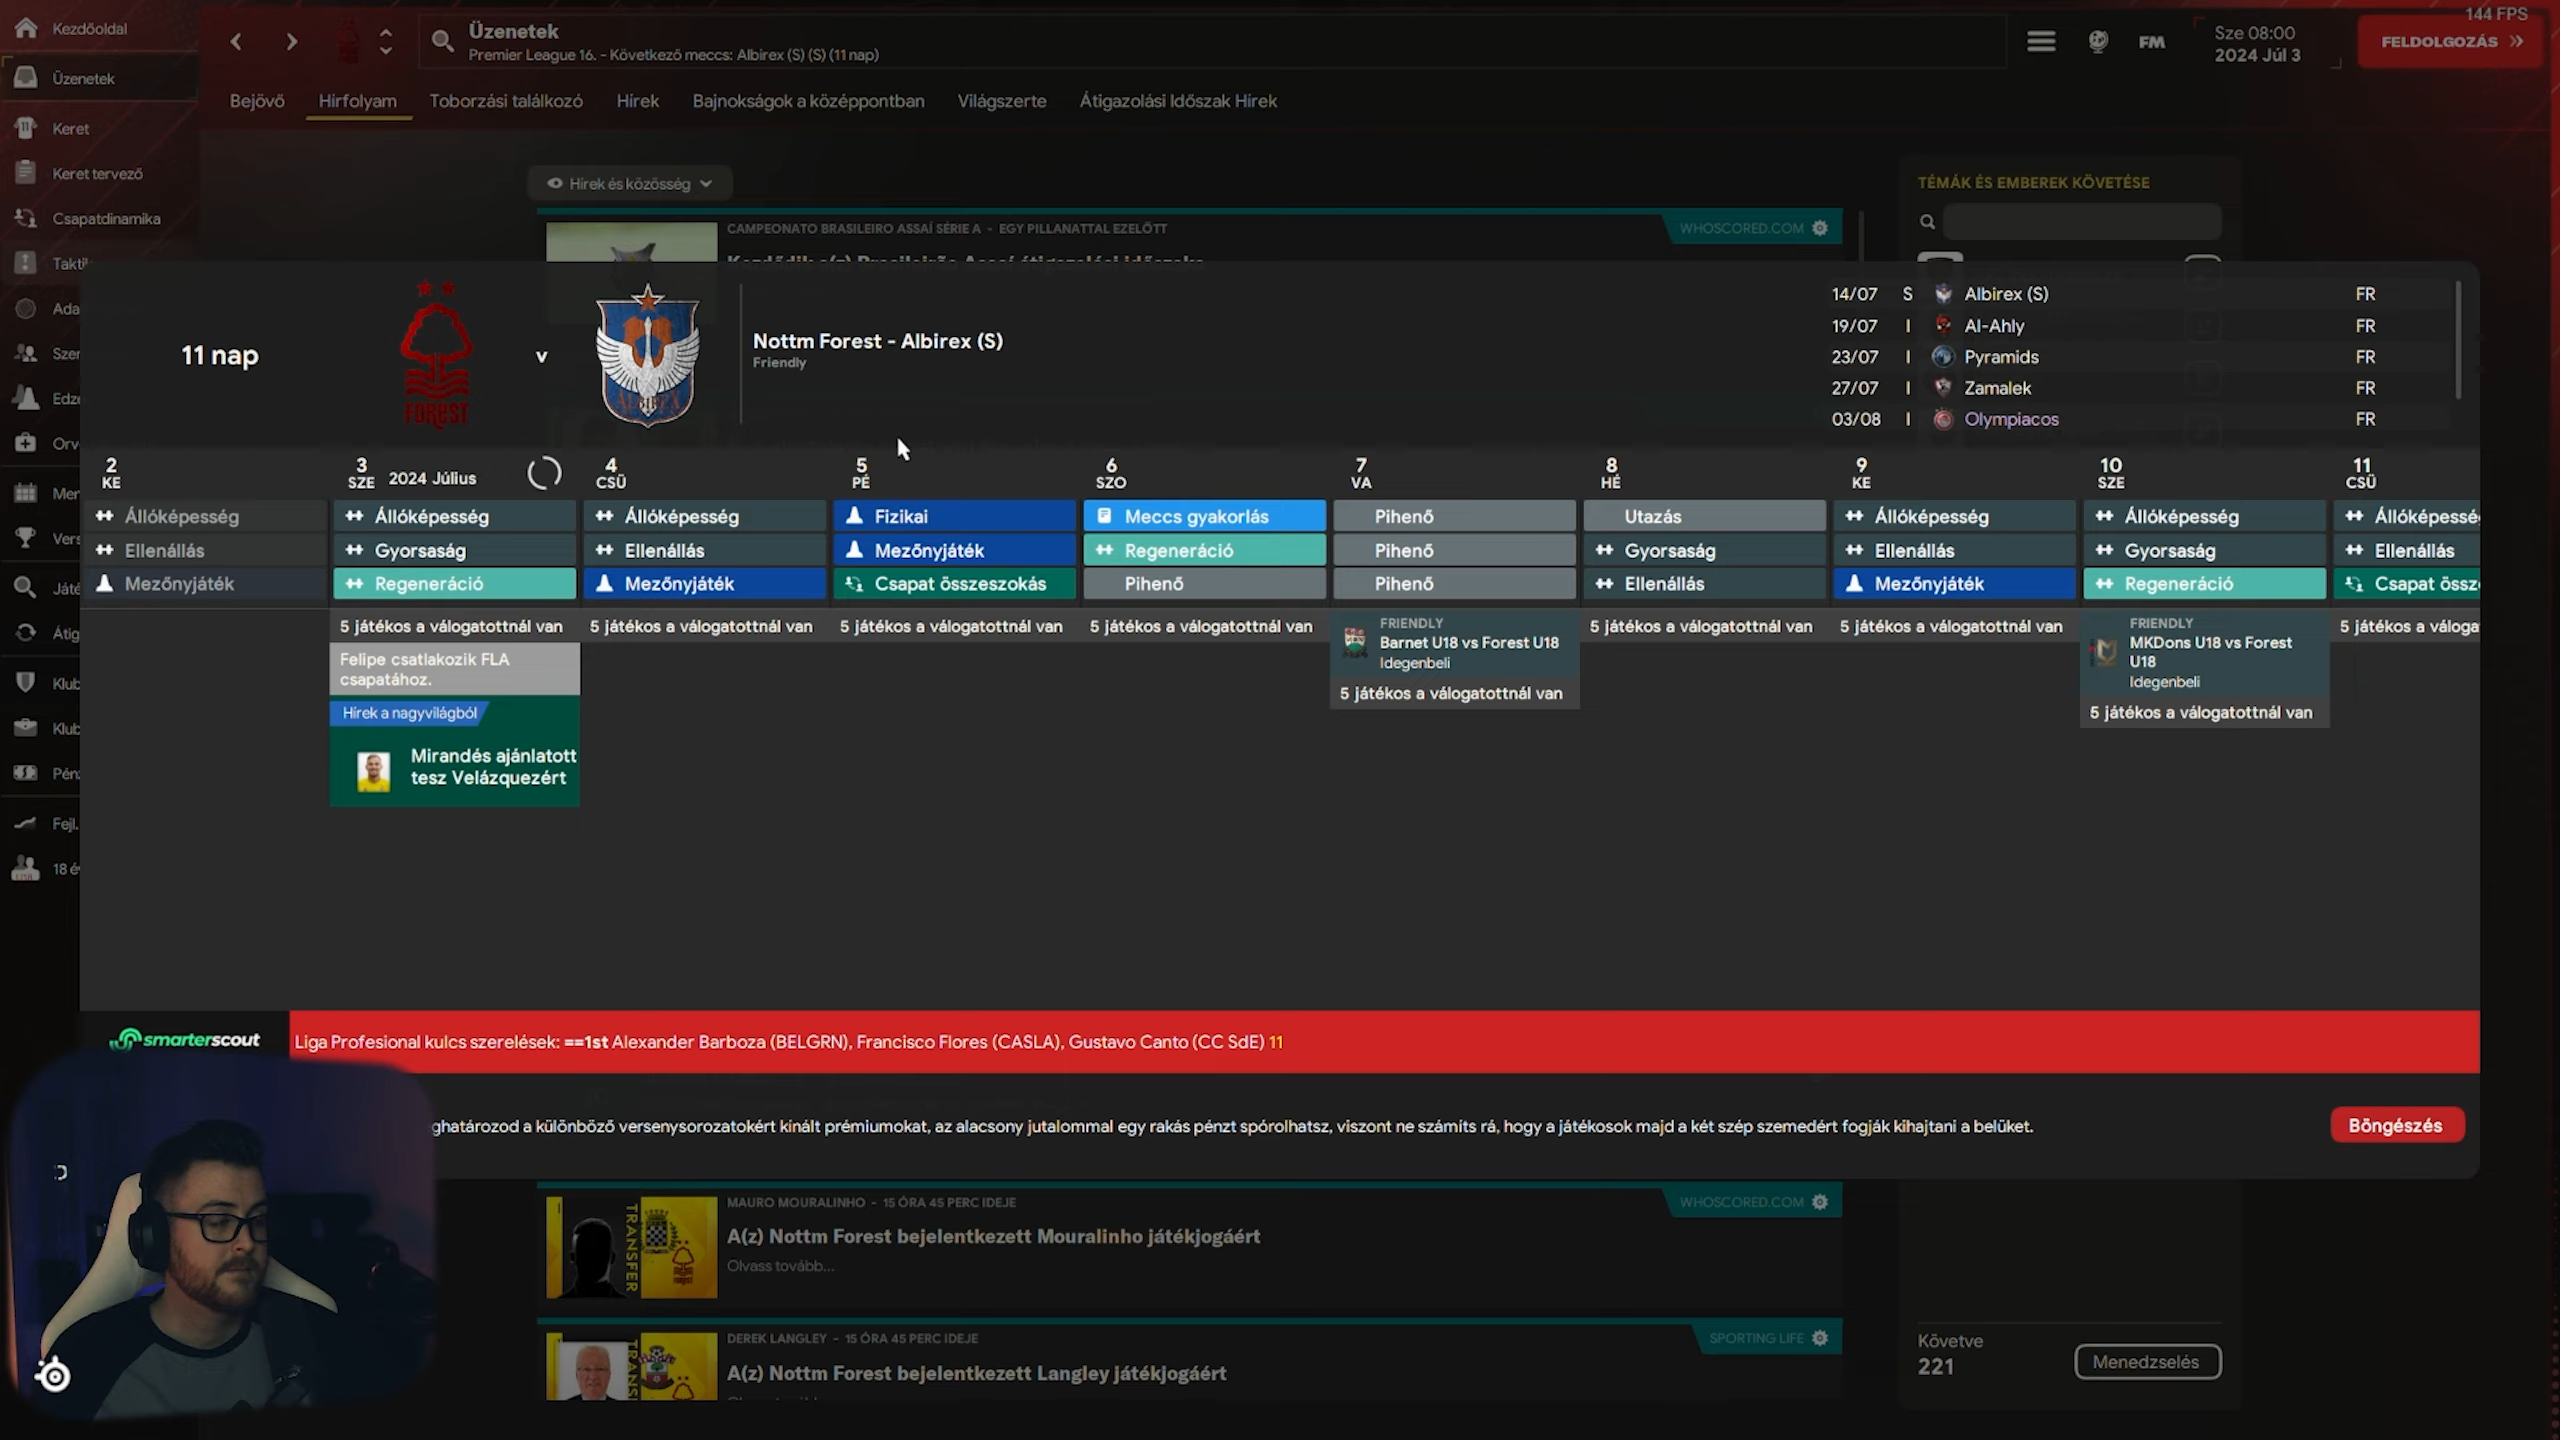 144 FPS
Kezdőoldal
Üzenetek
Keret
Keret tervező
Csapatdinamika
Üzenetek
Premier League 16. - Következő meccs: Albirex (S) (S) (11 nap)
FM
Sze 08:00
2024 Júl 3
FELDOLGOZÁS
Bejövő
Hírfolyam
Toborzási találkozó
Hírek
Bajnokságok a középpontban
Világszerte
Átigazolási Időszak Hírek
Hírek és közösség
TÉMÁK ÉS EMBEREK KÖVETÉSE
CAMPEONATO BRASILEIRO ASSAÍ SÉRIE A - EGY PILLANATTAL EZELŐTT
WHOSCORED.COM
11 nap
FOREST
v
ALBIREX
Nottm Forest - Albirex (S)
Friendly
14/07 S Albirex (S) FR
19/07 I Al-Ahly FR
23/07 I Pyramids FR
27/07 I Zamalek FR
03/08 I Olympiacos FR
2 KE
Állóképesség
Ellenállás
Mezőnyjáték
3 SZE 2024 Július
Állóképesség
Gyorsaság
Regeneráció
5 játékos a válogatottnál van
Felipe csatlakozik FLA
csapatához.
Hírek a nagyvilágból
Mirandés ajánlatott
tesz Velázquezért
4 CSÜ
Állóképesség
Ellenállás
Mezőnyjáték
5 játékos a válogatottnál van
5 PÉ
Fizikai
Mezőnyjáték
Csapat összeszokás
5 játékos a válogatottnál van
6 SZO
Meccs gyakorlás
Regeneráció
Pihenő
5 játékos a válogatottnál van
7 VA
Pihenő
Pihenő
Pihenő
FRIENDLY
Barnet U18 vs Forest U18
Idegenbeli
5 játékos a válogatottnál van
8 HÉ
Utazás
Gyorsaság
Ellenállás
5 játékos a válogatottnál van
9 KE
Állóképesség
Ellenállás
Mezőnyjáték
5 játékos a válogatottnál van
10 SZE
Állóképesség
Gyorsaság
Regeneráció
FRIENDLY
MKDons U18 vs Forest
U18
Idegenbeli
5 játékos a válogatottnál van
11 CSÜ
Állóképessé
Ellenállás
Csapat össz
5 játékos a váloga
smarterscout
Liga Profesional kulcs szerelések: ==1st Alexander Barboza (BELGRN), Francisco Flores (CASLA), Gustavo Canto (CC SdE) 11
ghatározod a különböző versenysorozatokért kínált prémiumokat, az alacsony jutalommal egy rakás pénzt spórolhatsz, viszont ne számíts rá, hogy a játékosok majd a két szép szemedért fogják kihajtani a belüket.
Böngészés
TRANSFER
MAURO MOURALINHO - 15 ÓRA 45 PERC IDEJE
WHOSCORED.COM
A(z) Nottm Forest bejelentkezett Mouralinho játékjogáért
Olvass tovább...
DEREK LANGLEY - 15 ÓRA 45 PERC IDEJE
SPORTING LIFE
A(z) Nottm Forest bejelentkezett Langley játékjogáért
Követve
221
Menedzselés